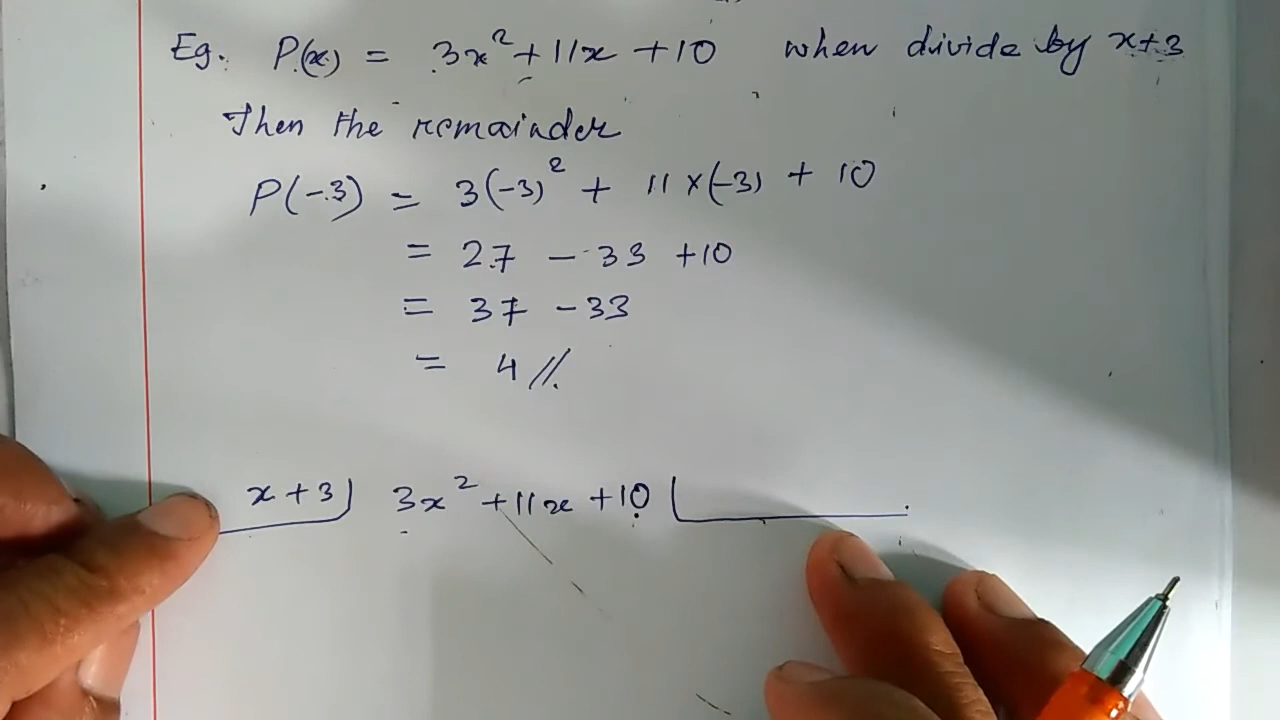 Eg. P(x) = 3x² + 11x + 10 when divide by x+3
Then the remainder
P(-3) = 3(-3)² + 11 × (-3) + 10
= 27 - 33 + 10
= 37 - 33
= 4 //.
x + 3) 3x² + 11x + 10 (